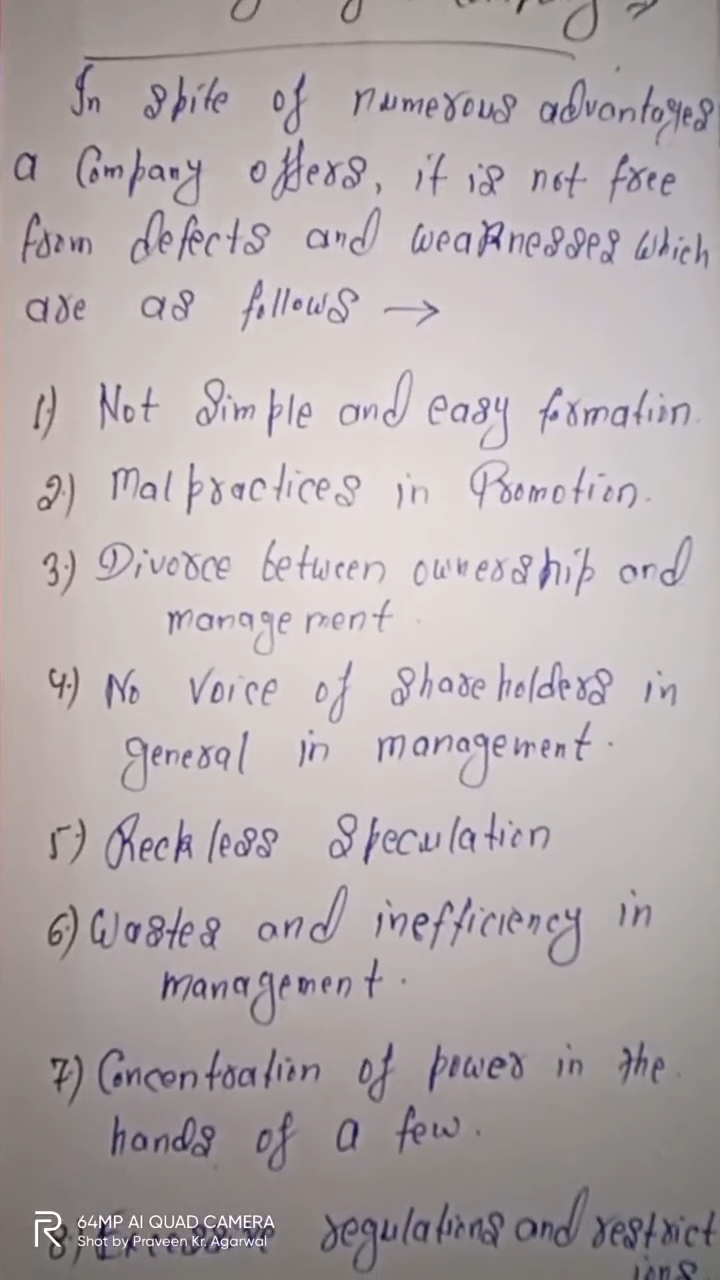 In spite of numerous advantages
a Company offers, it is not free
from defects and weaknesses which
are as follows →
1) Not Simple and easy formation.
2) Malpractices in Promotion.
3) Divorce between ownership and
management.
4) No voice of shareholders in
general in management.
5) Reckless Speculation
6) Wastes and inefficiency in
management.
7) Concentration of power in the
hands of a few.
8) regulations and restrict
ions
64MP AI QUAD CAMERA
Shot by Praveen Kr. Agarwal